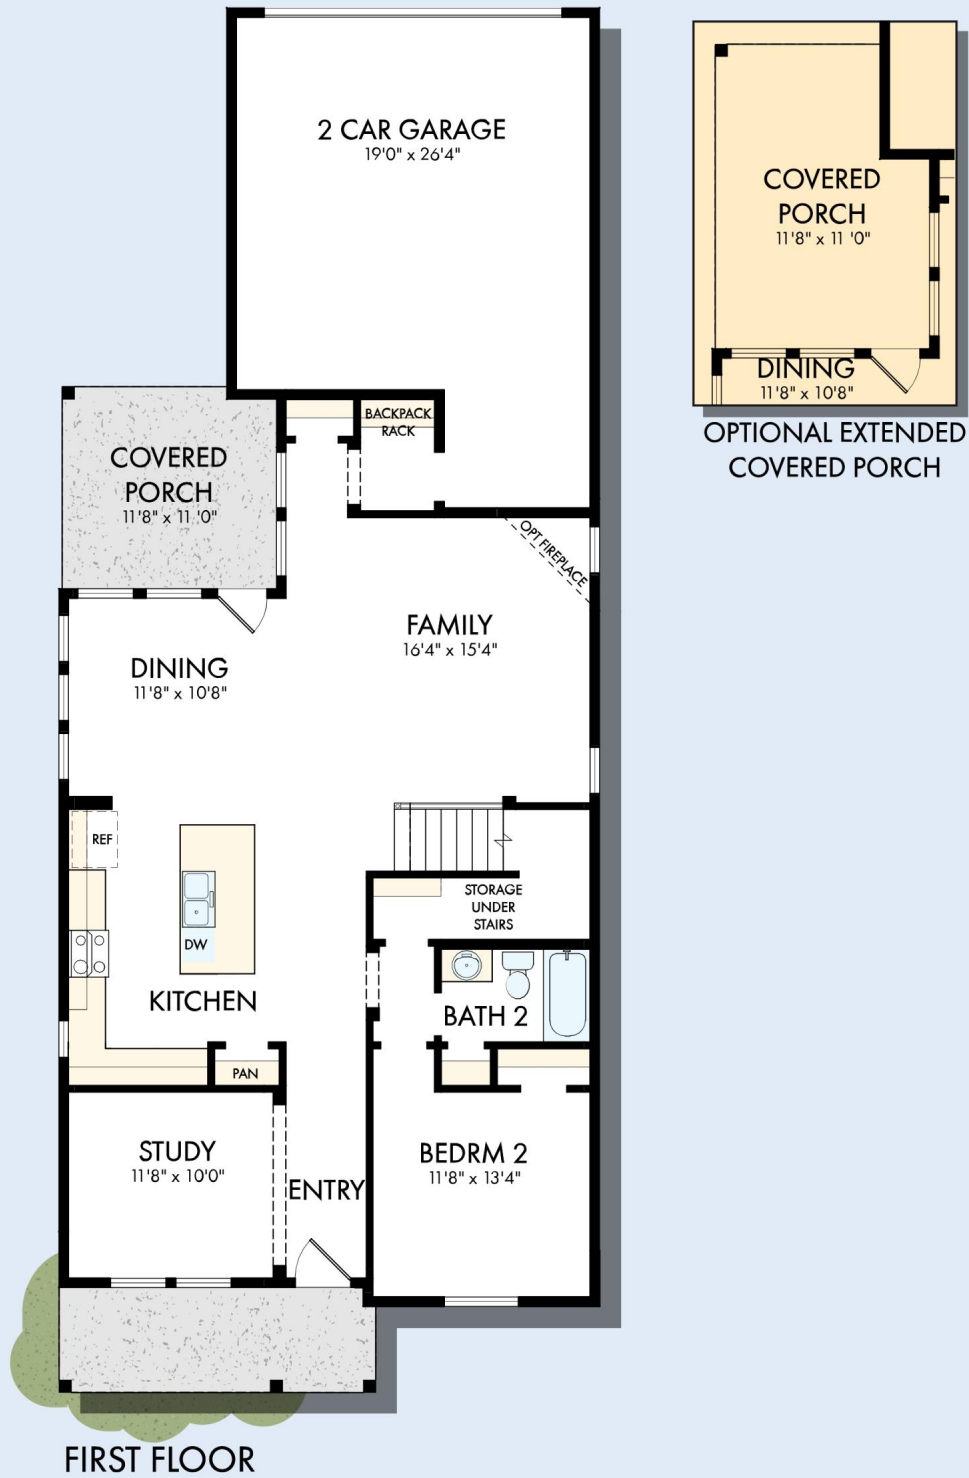 2 CAR GARAGE
19'0" x 26'4"
COVERED
PORCH
11'8" x 11 '0"
DINING
11'8" x 10'8"
OPTIONAL EXTENDED
COVERED PORCH
BACKPACK
RACK
COVERED
PORCH
11'8" x 11 '0"
OPT FIREPLACE
FAMILY
16'4" x 15'4"
DINING
11'8" x 10'8"
REF
DW
STORAGE
UNDER
STAIRS
KITCHEN
BATH 2
PAN
STUDY
11'8" x 10'0"
ENTRY
BEDRM 2
11'8" x 13'4"
FIRST FLOOR